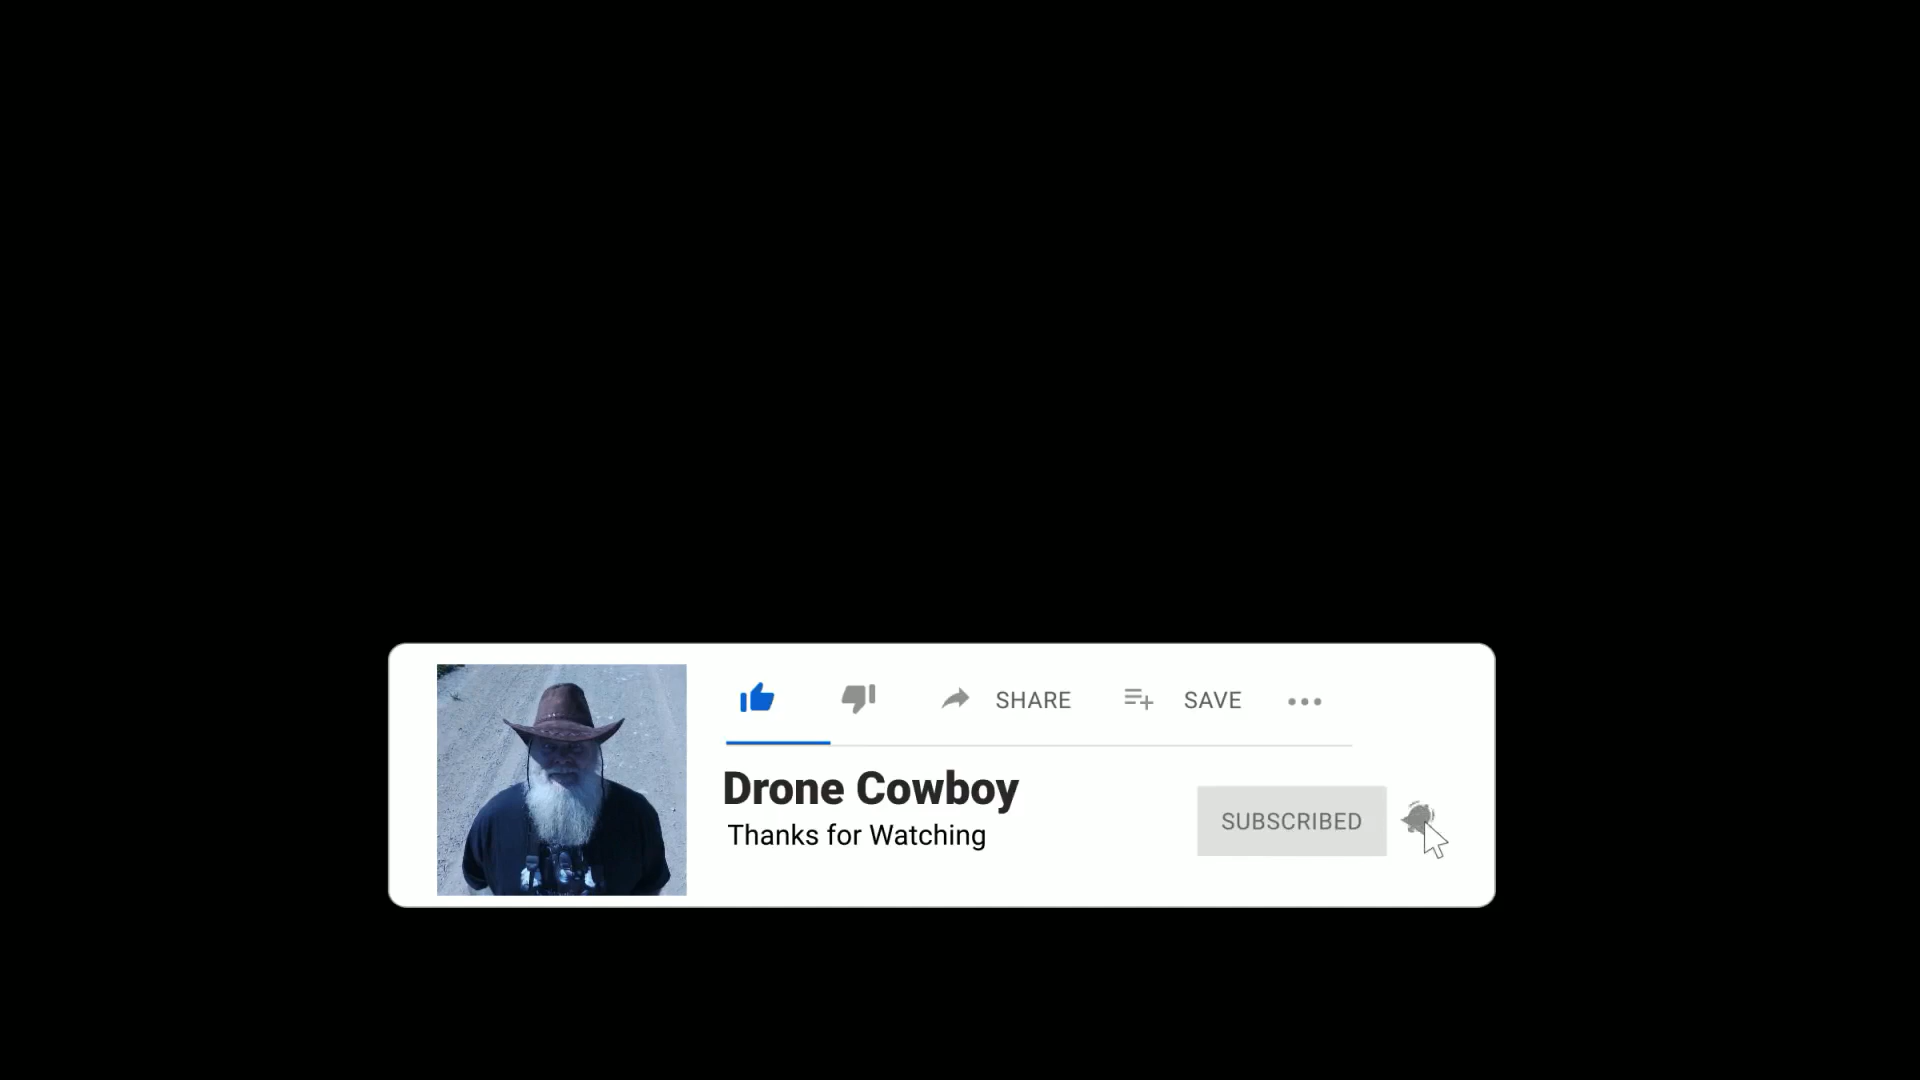 SHARE
SAVE
Drone Cowboy
Thanks for Watching
SUBSCRIBED